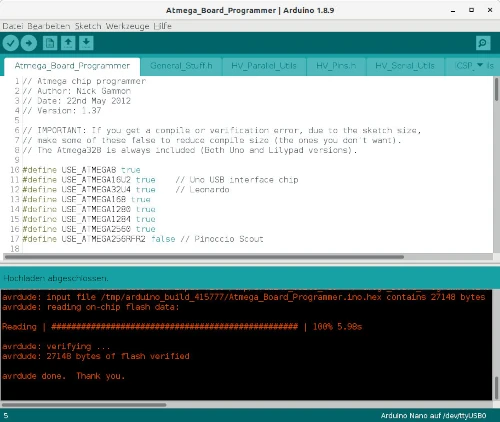 Atmega_Board_Programmer | Arduino 1.8.9
Datei Bearbeiten Sketch Werkzeuge Hilfe
Atmega_Board_Programmer General_Stuff.h HV_Parallel_Utils HV_Pins.h HV_Serial_Utils ICSP_
1 // Atmega chip programmer
2 // Author: Nick Gammon
3 // Date: 22nd May 2012
4 // Version: 1.37
5
6 // IMPORTANT: If you get a compile or verification error, due to the sketch size,
7 // make some of these false to reduce compile size (the ones you don't want).
8 // The Atmega328 is always included (Both Uno and Lilypad versions).
9
10 #define USE_ATMEGA8 true
11 #define USE_ATMEGA16U2 true // Uno USB interface chip
12 #define USE_ATMEGA32U4 true // Leonardo
13 #define USE_ATMEGA168 true
14 #define USE_ATMEGA1280 true
15 #define USE_ATMEGA1284 true
16 #define USE_ATMEGA2560 true
17 #define USE_ATMEGA256RFR2 false // Pinoccio Scout
18
Hochladen abgeschlossen.
avrdude: input file /tmp/arduino_build_415777/Atmega_Board_Programmer.ino.hex contains 27148 bytes
avrdude: reading on-chip flash data:
Reading | ################################################## | 100% 5.98s
avrdude: verifying ...
avrdude: 27148 bytes of flash verified
avrdude done. Thank you.
5 Arduino Nano auf /dev/ttyUSB0